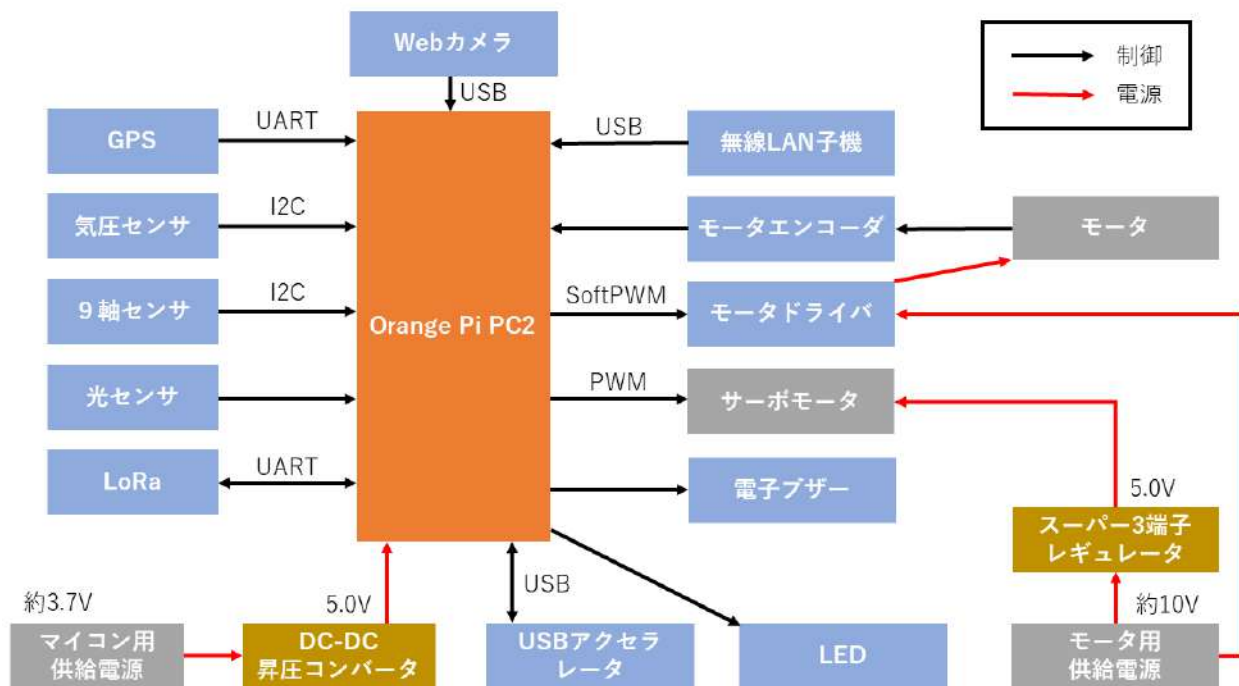 Webカメラ
USB
制御
電源
GPS
UART
USB
無線LAN子機
気圧センサ
I2C
モータエンコーダ
モータ
9軸センサ
I2C
Orange Pi PC2
SoftPWM
モータドライバ
光センサ
PWM
サーボモータ
LoRa
UART
電子ブザー
5.0V
スーパー3端子
レギュレータ
約3.7V
マイコン用
供給電源
5.0V
DC-DC
昇圧コンバータ
USB
USBアクセラ
レータ
LED
約10V
モータ用
供給電源